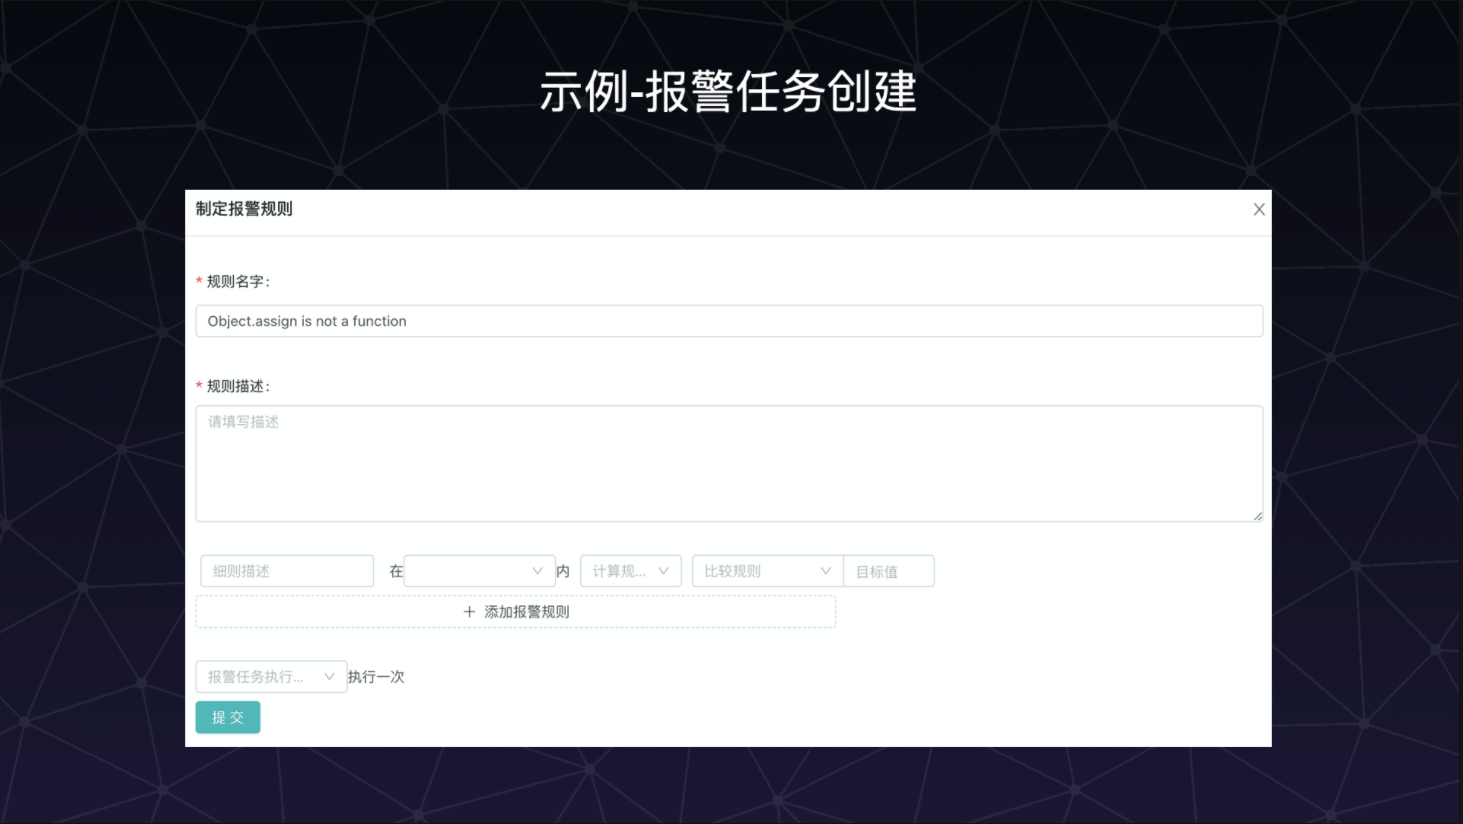 示例-报警任务创建
制定报警规则
* 规则名字:
Object.assign is not a function
* 规则描述:
请填写描述
细则描述 在 内 计算规... 比较规则 目标值
+ 添加报警规则
报警任务执行... 执行一次
提 交